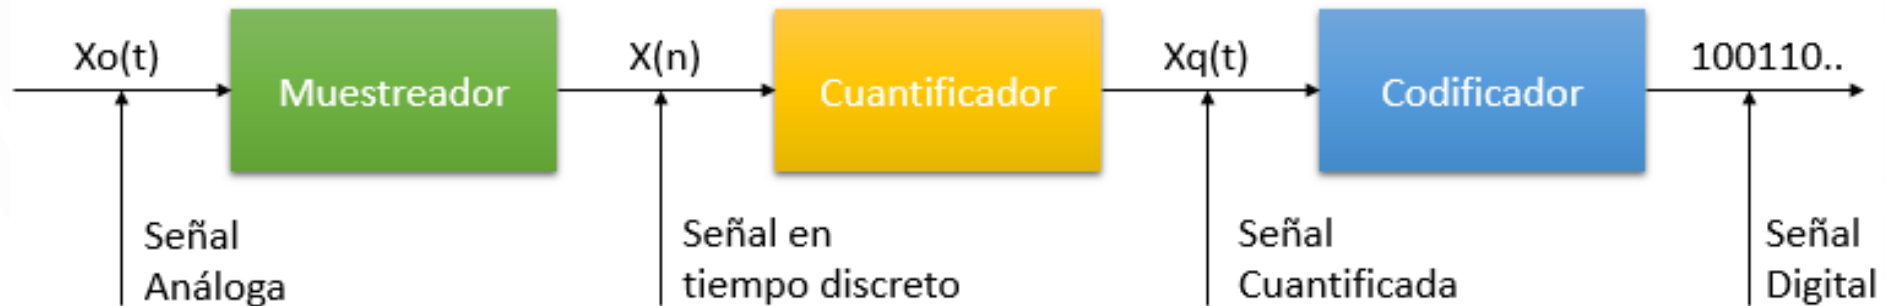 Xo(t)
Muestreador
X(n)
Cuantificador
Xq(t)
Codificador
100110..
Señal
Análoga
Señal en
tiempo discreto
Señal
Cuantificada
Señal
Digital